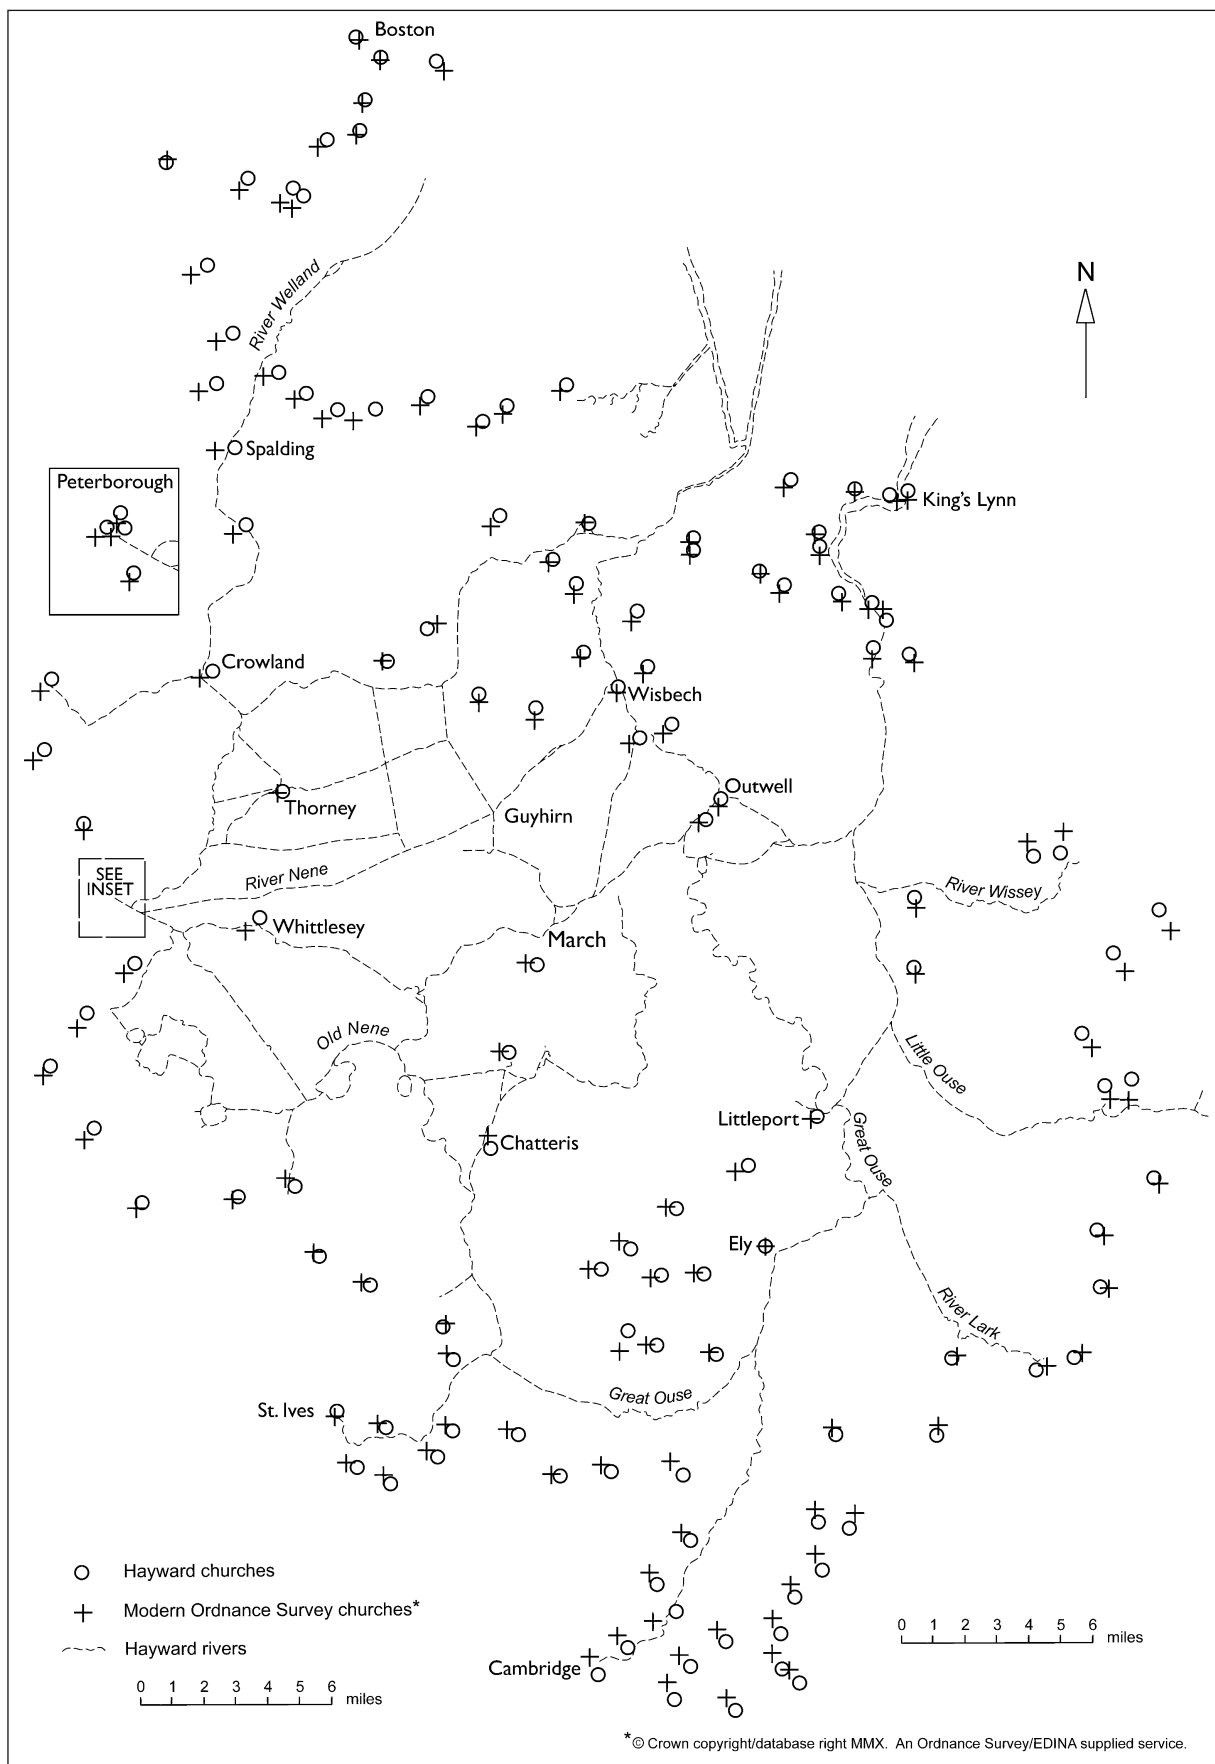 Boston
River Welland
N
Spalding
Peterborough
King's Lynn
Crowland
Wisbech
Outwell
Thorney
Guyhirn
SEE
INSET
River Nene
River Wissey
Whittlesey
March
Old Nene
Little Ouse
Littleport
Great Ouse
Chatteris
Ely
River Lark
Great Ouse
St. Ives
Hayward churches
Modern Ordnance Survey churches*
Hayward rivers
0 1 2 3 4 5 6 miles
0 1 2 3 4 5 6 miles
Cambridge
*© Crown copyright/database right MMX. An Ordnance Survey/EDINA supplied service.